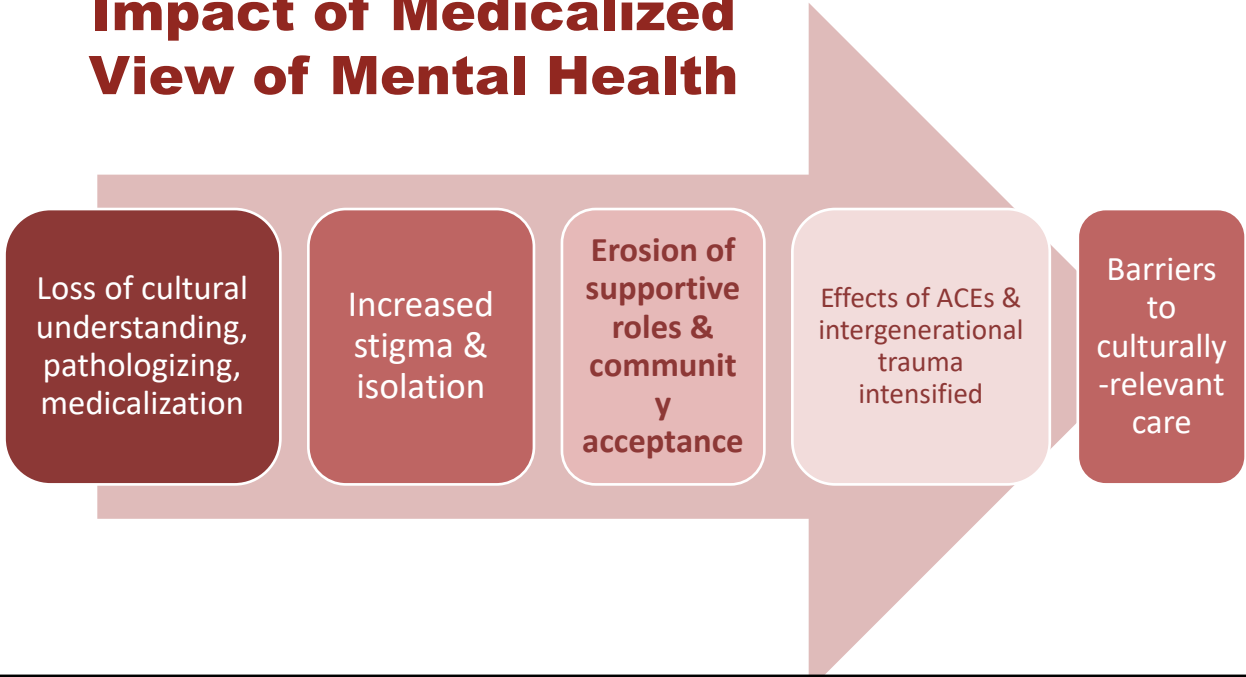 Impact of Medicalized
View of Mental Health
Loss of cultural
understanding,
pathologizing,
medicalization
Increased
stigma &
isolation
Erosion of
supportive
roles &
communit
y
acceptance
Effects of ACEs &
intergenerational
trauma
intensified
Barriers
to
culturally
-relevant
care